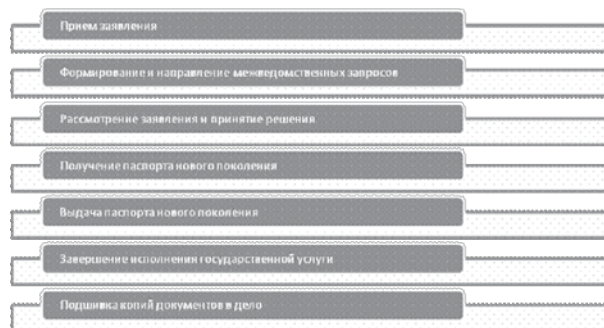 Прием заявления
Формирование и направление межведомственных запросов
Рассмотрение заявления и принятие решения
Получение паспорта нового поколения
Выдача паспорта нового поколения
Завершение исполнения государственной услуги
Подшивка копий документов в дело